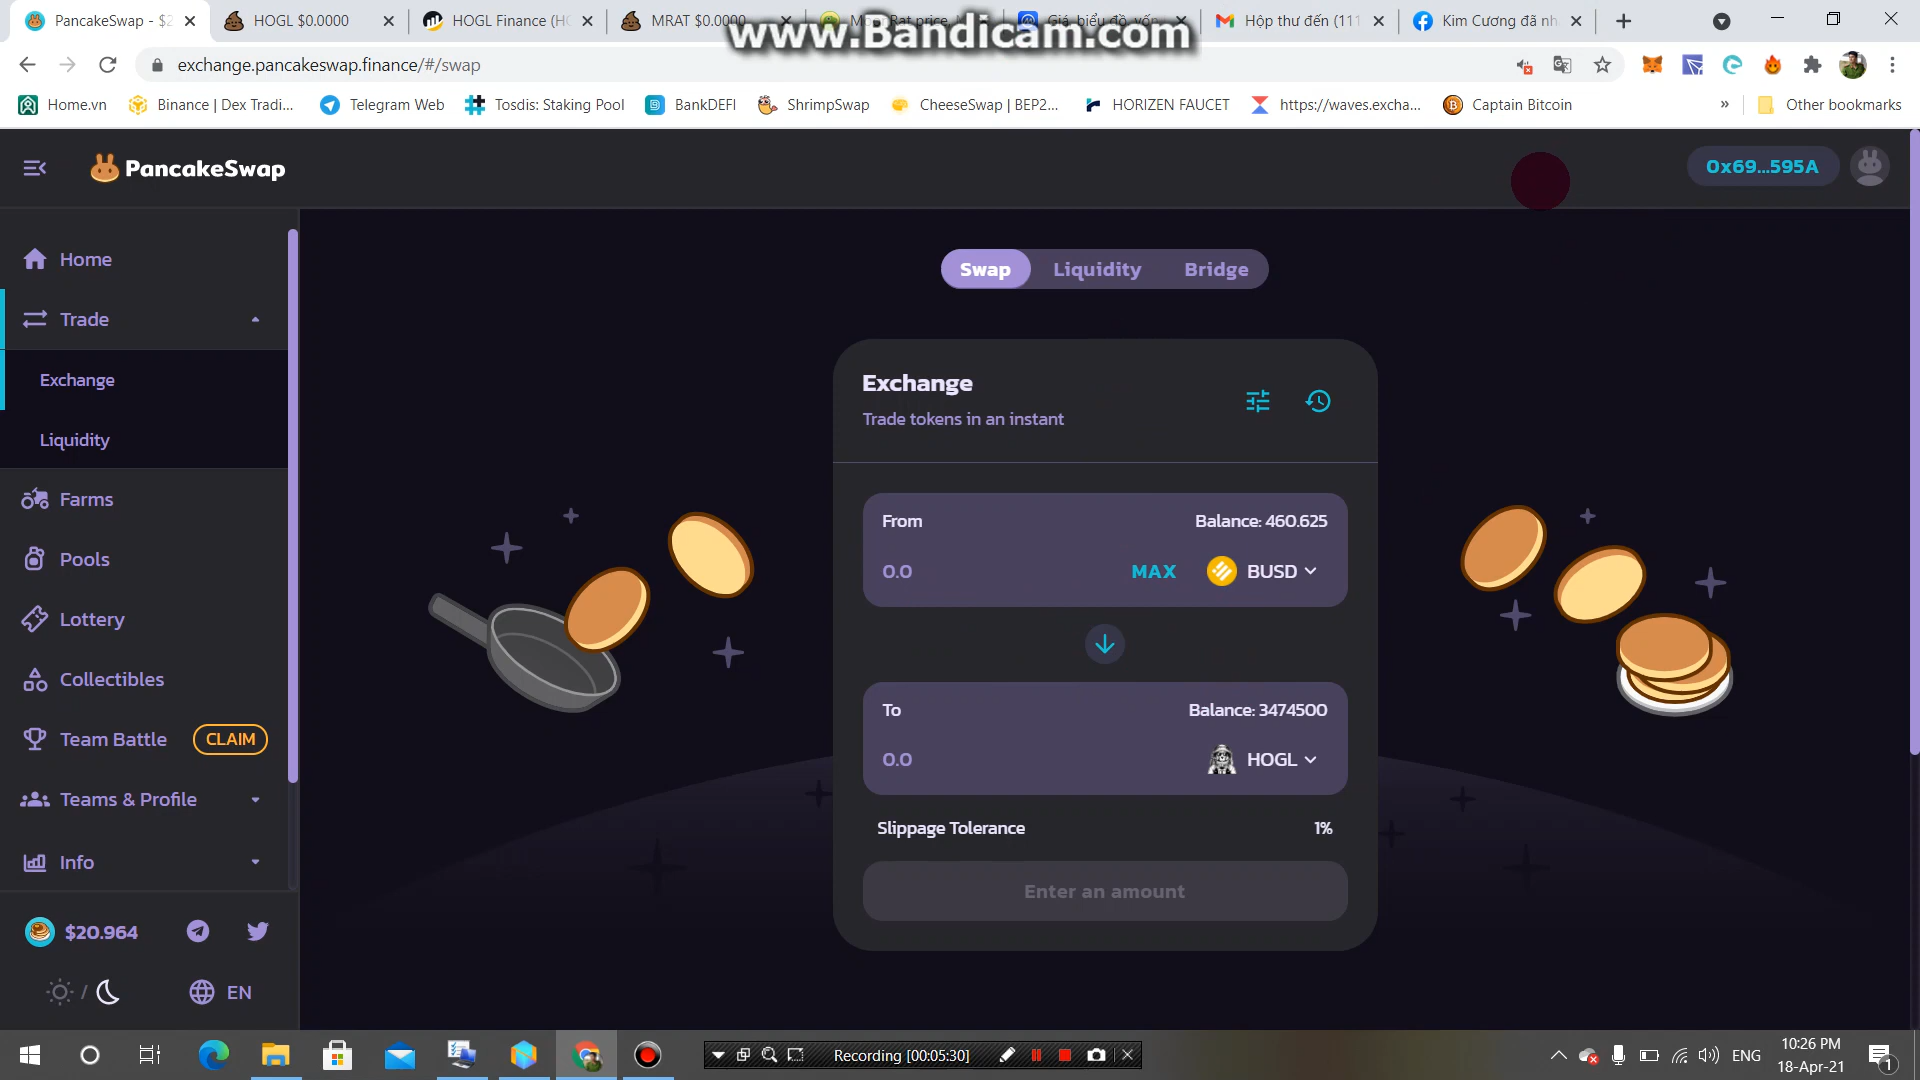 PancakeSwap - $2
HOGL $0.0000
HOGL Finance (HO
MRAT $0.0000
Hộp thư đến (111
Kim Cương đã nh
www.Bandicam.com
exchange.pancakeswap.finance/#/swap
Home.vn
Binance | Dex Tradi...
Telegram Web
Tosdis: Staking Pool
BankDEFI
ShrimpSwap
CheeseSwap | BEP2...
HORIZEN FAUCET
https://waves.excha...
Captain Bitcoin
»
Other bookmarks
PancakeSwap
0x69...595A
Home
Trade
Exchange
Liquidity
Farms
Pools
Lottery
Collectibles
Team Battle
CLAIM
Teams & Profile
Info
$20.964
/
EN
Swap
Liquidity
Bridge
Exchange
Trade tokens in an instant
From
Balance: 460.625
0.0
MAX
BUSD
To
Balance: 3474500
0.0
HOGL
Slippage Tolerance
1%
Enter an amount
Recording [00:05:30]
ENG
10:26 PM
18-Apr-21
1